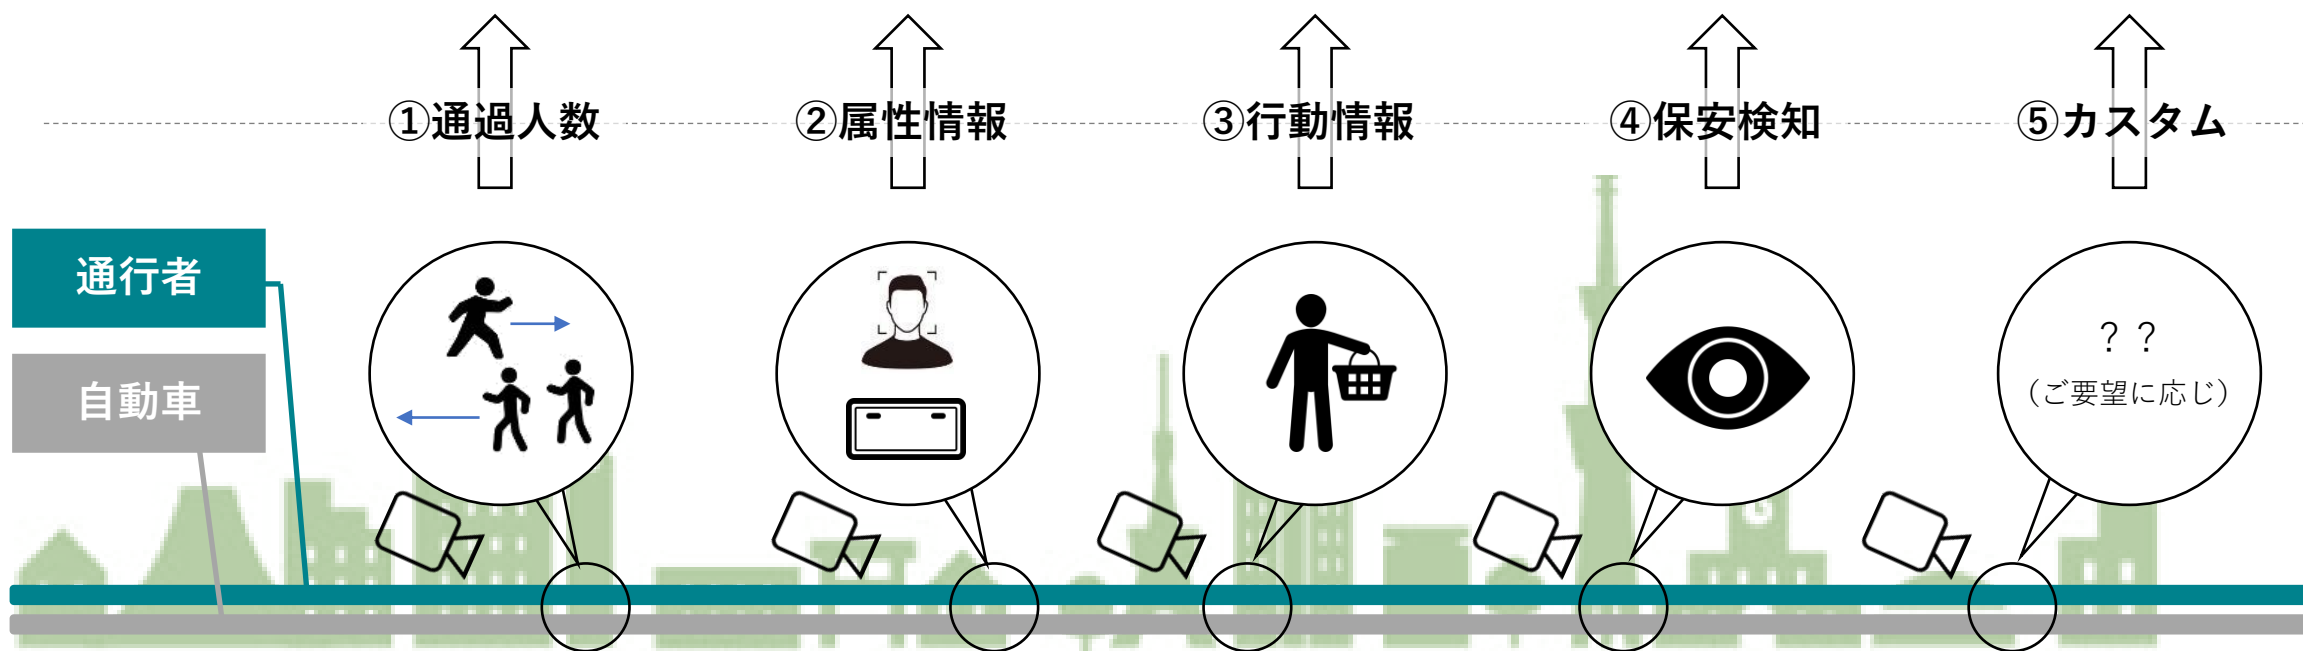 ①通過人数
②属性情報
③行動情報
④保安検知
⑤カスタム
通行者
自動車
？？
（ご要望に応じ）